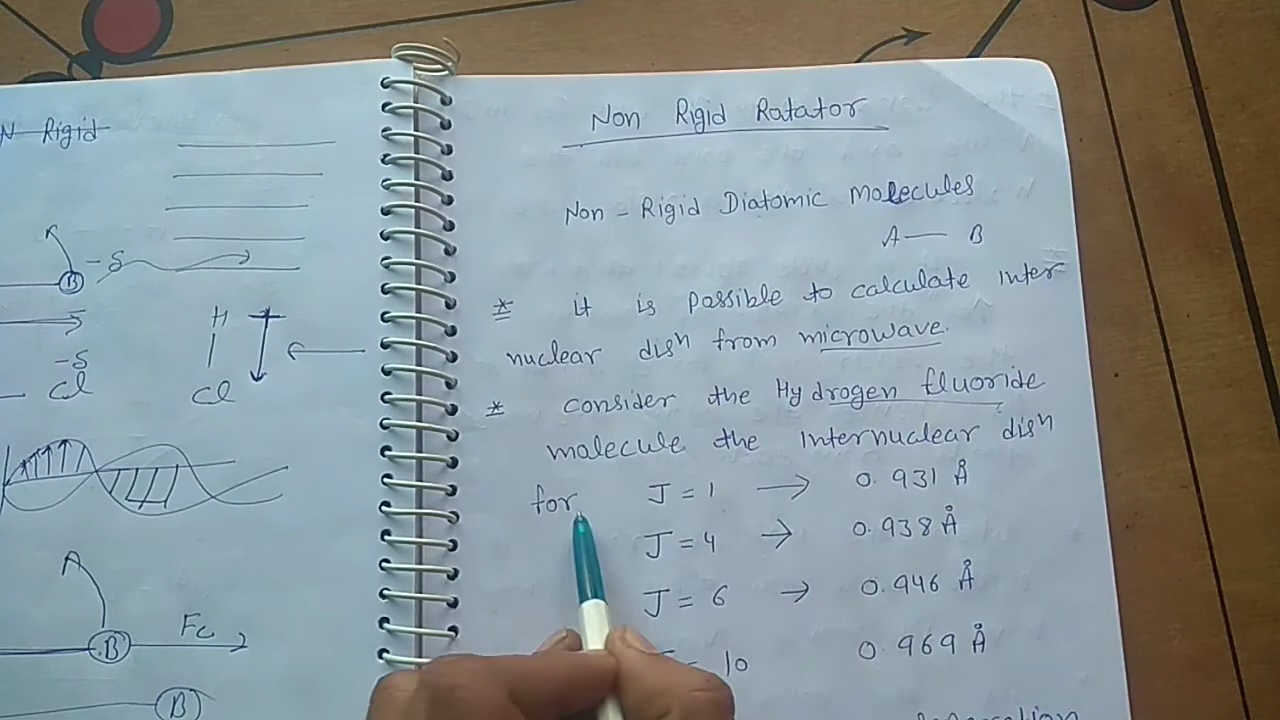 N-Rigid
-δ
B
H
Cl
-δ
Cl
A
B
Fc
B
Non Rigid Ratator
Non-Rigid Diatomic Molecules
A — B
* it is possible to calculate inter
nuclear disⁿ from microwave.
* consider the Hydrogen fluoride
molecule the Internuclear disⁿ
for J = 1 → 0.931 Å
J = 4 → 0.938 Å
J = 6 → 0.946 Å
= 10 0.969 Å